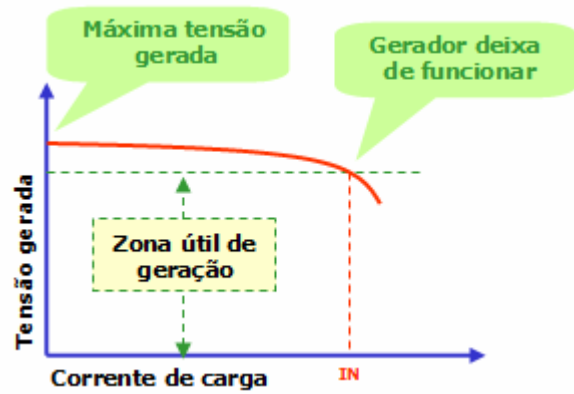 Máxima tensão
gerada
Gerador deixa
de funcionar
Tensão gerada
Zona útil de
geração
Corrente de carga
IN